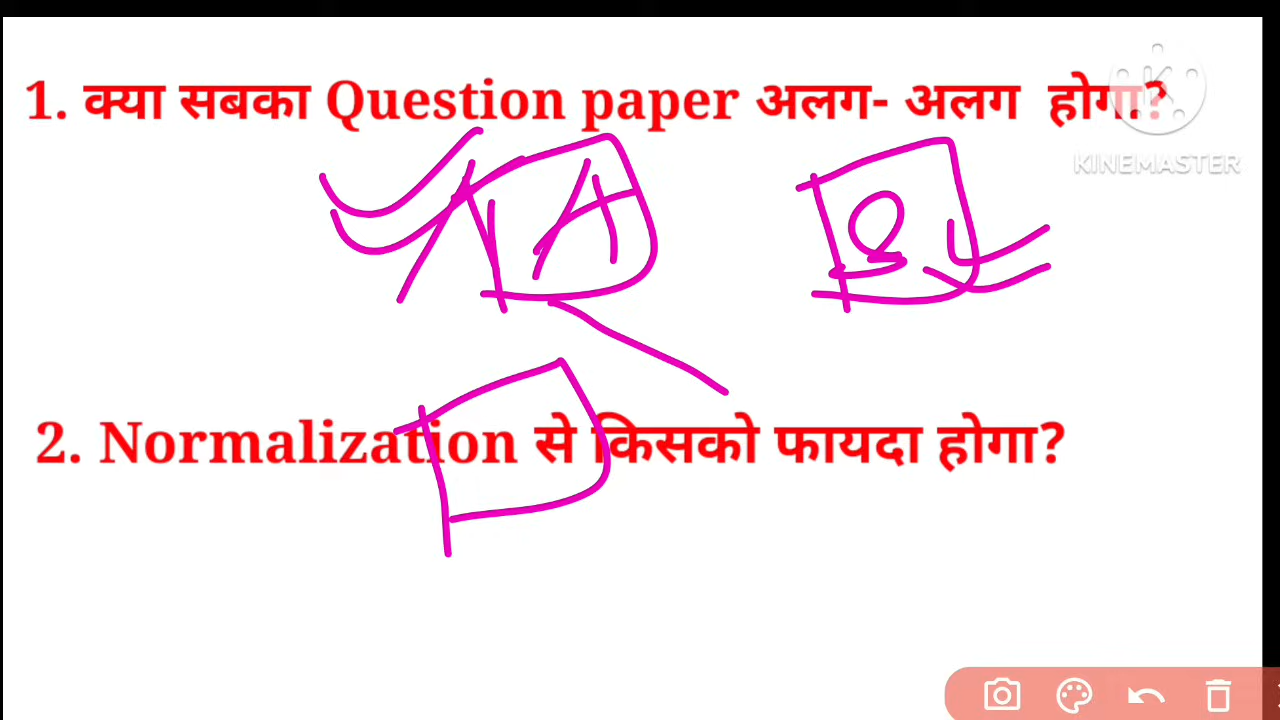 1. क्या सबका Question paper अलग- अलग होगा?
KINEMASTER
A
2. Normalization से किसको फायदा होगा?